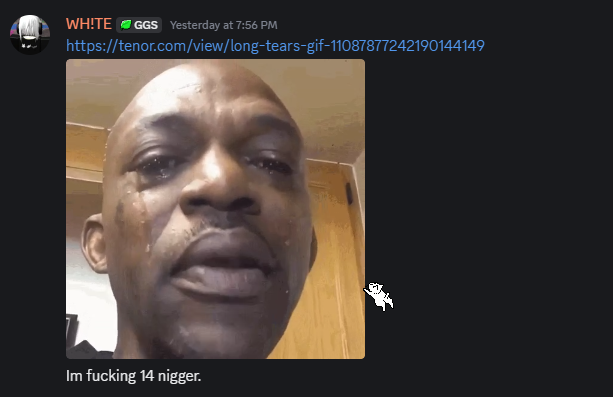 WH!TE GGS Yesterday at 7:56 PM
https://tenor.com/view/long-tears-gif-11087877242190144149
Im fucking 14 nigger.